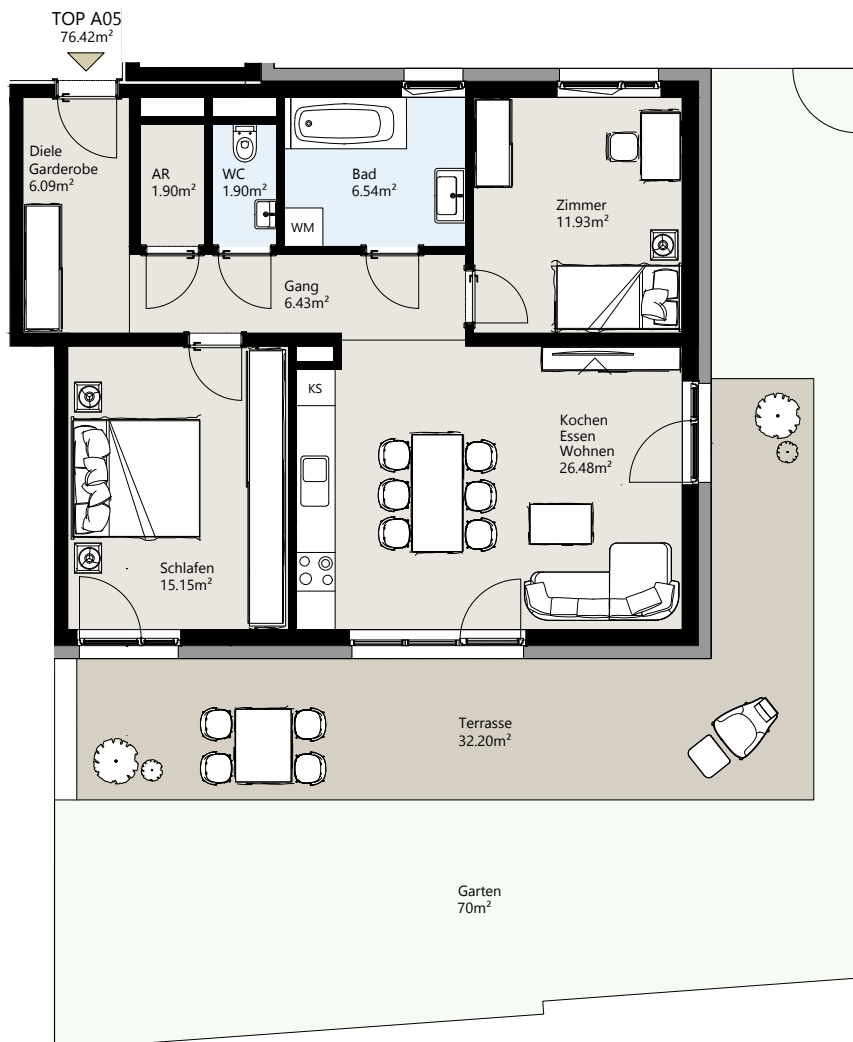 TOP A05
76.42m²
Diele
Garderobe
6.09m²
AR
1.90m²
WC
1.90m²
Bad
6.54m²
WM
Zimmer
11.93m²
Gang
6.43m²
KS
Kochen
Essen
Wohnen
26.48m²
Schlafen
15.15m²
Terrasse
32.20m²
Garten
70m²